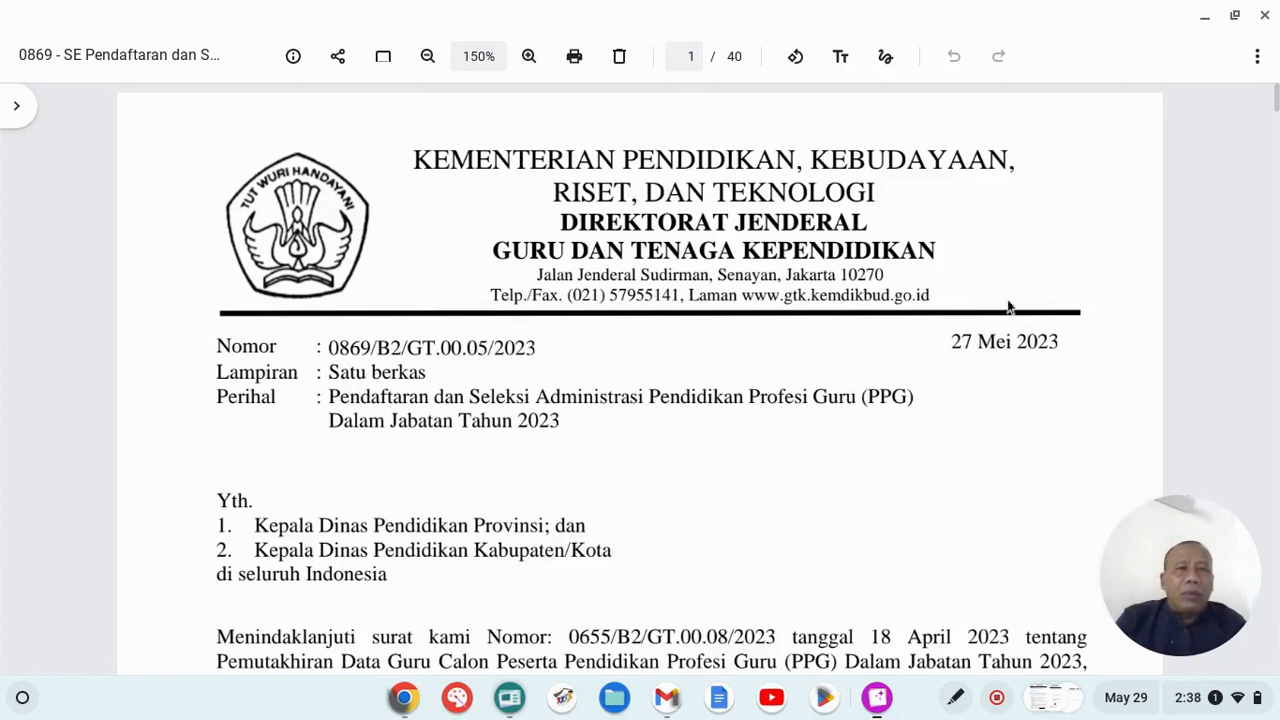 0869 - SE Pendaftaran dan S...
150%
1 / 40
TUT WURI HANDAYANI
KEMENTERIAN PENDIDIKAN, KEBUDAYAAN,
RISET, DAN TEKNOLOGI
DIREKTORAT JENDERAL
GURU DAN TENAGA KEPENDIDIKAN
Jalan Jenderal Sudirman, Senayan, Jakarta 10270
Telp./Fax. (021) 57955141, Laman www.gtk.kemdikbud.go.id
27 Mei 2023
Nomor : 0869/B2/GT.00.05/2023
Lampiran : Satu berkas
Perihal : Pendaftaran dan Seleksi Administrasi Pendidikan Profesi Guru (PPG)
Dalam Jabatan Tahun 2023
Yth.
1. Kepala Dinas Pendidikan Provinsi; dan
2. Kepala Dinas Pendidikan Kabupaten/Kota
di seluruh Indonesia
Menindaklanjuti surat kami Nomor: 0655/B2/GT.00.08/2023 tanggal 18 April 2023 tentang
Pemutakhiran Data Guru Calon Peserta Pendidikan Profesi Guru (PPG) Dalam Jabatan Tahun 2023,
May 29
2:38
1